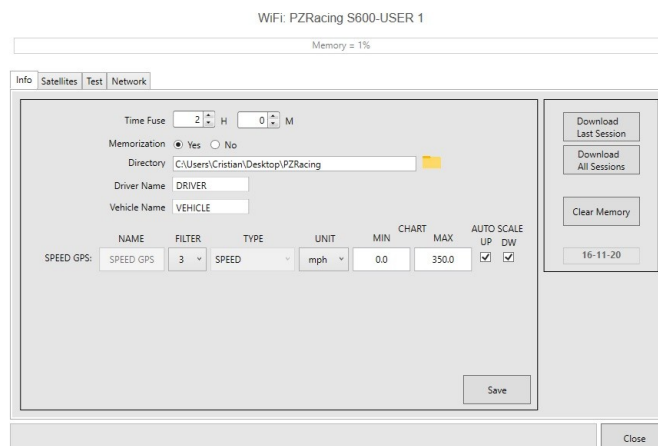 WiFi: PZRacing S600-USER 1
Memory = 1%
Info Satellites Test Network
Time Fuse 2 H 0 M
Memorization Yes No
Directory C:\Users\Cristian\Desktop\PZRacing
Driver Name DRIVER
Vehicle Name VEHICLE
CHART AUTO SCALE
NAME FILTER TYPE UNIT MIN MAX UP DW
SPEED GPS: SPEED GPS 3 SPEED mph 0.0 350.0
Save
Download
Last Session
Download
All Sessions
Clear Memory
16-11-20
Close